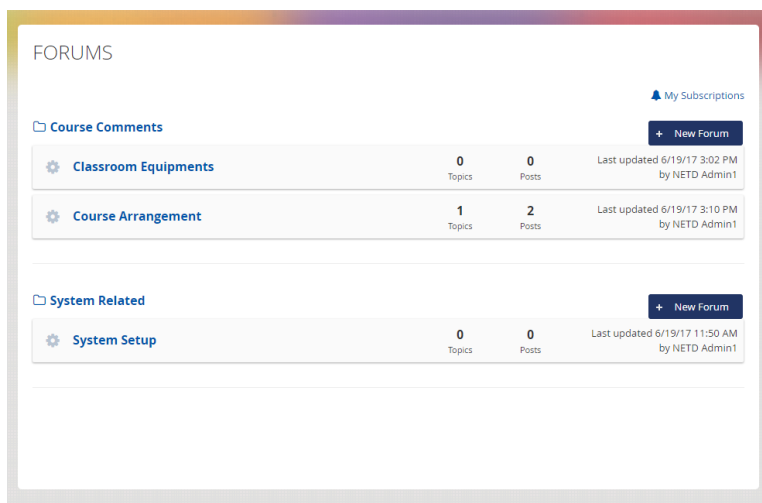 FORUMS
My Subscriptions
Course Comments
+ New Forum
Classroom Equipments
0
Topics
0
Posts
Last updated 6/19/17 3:02 PM
by NETD Admin1
Course Arrangement
1
Topics
2
Posts
Last updated 6/19/17 3:10 PM
by NETD Admin1
System Related
+ New Forum
System Setup
0
Topics
0
Posts
Last updated 6/19/17 11:50 AM
by NETD Admin1